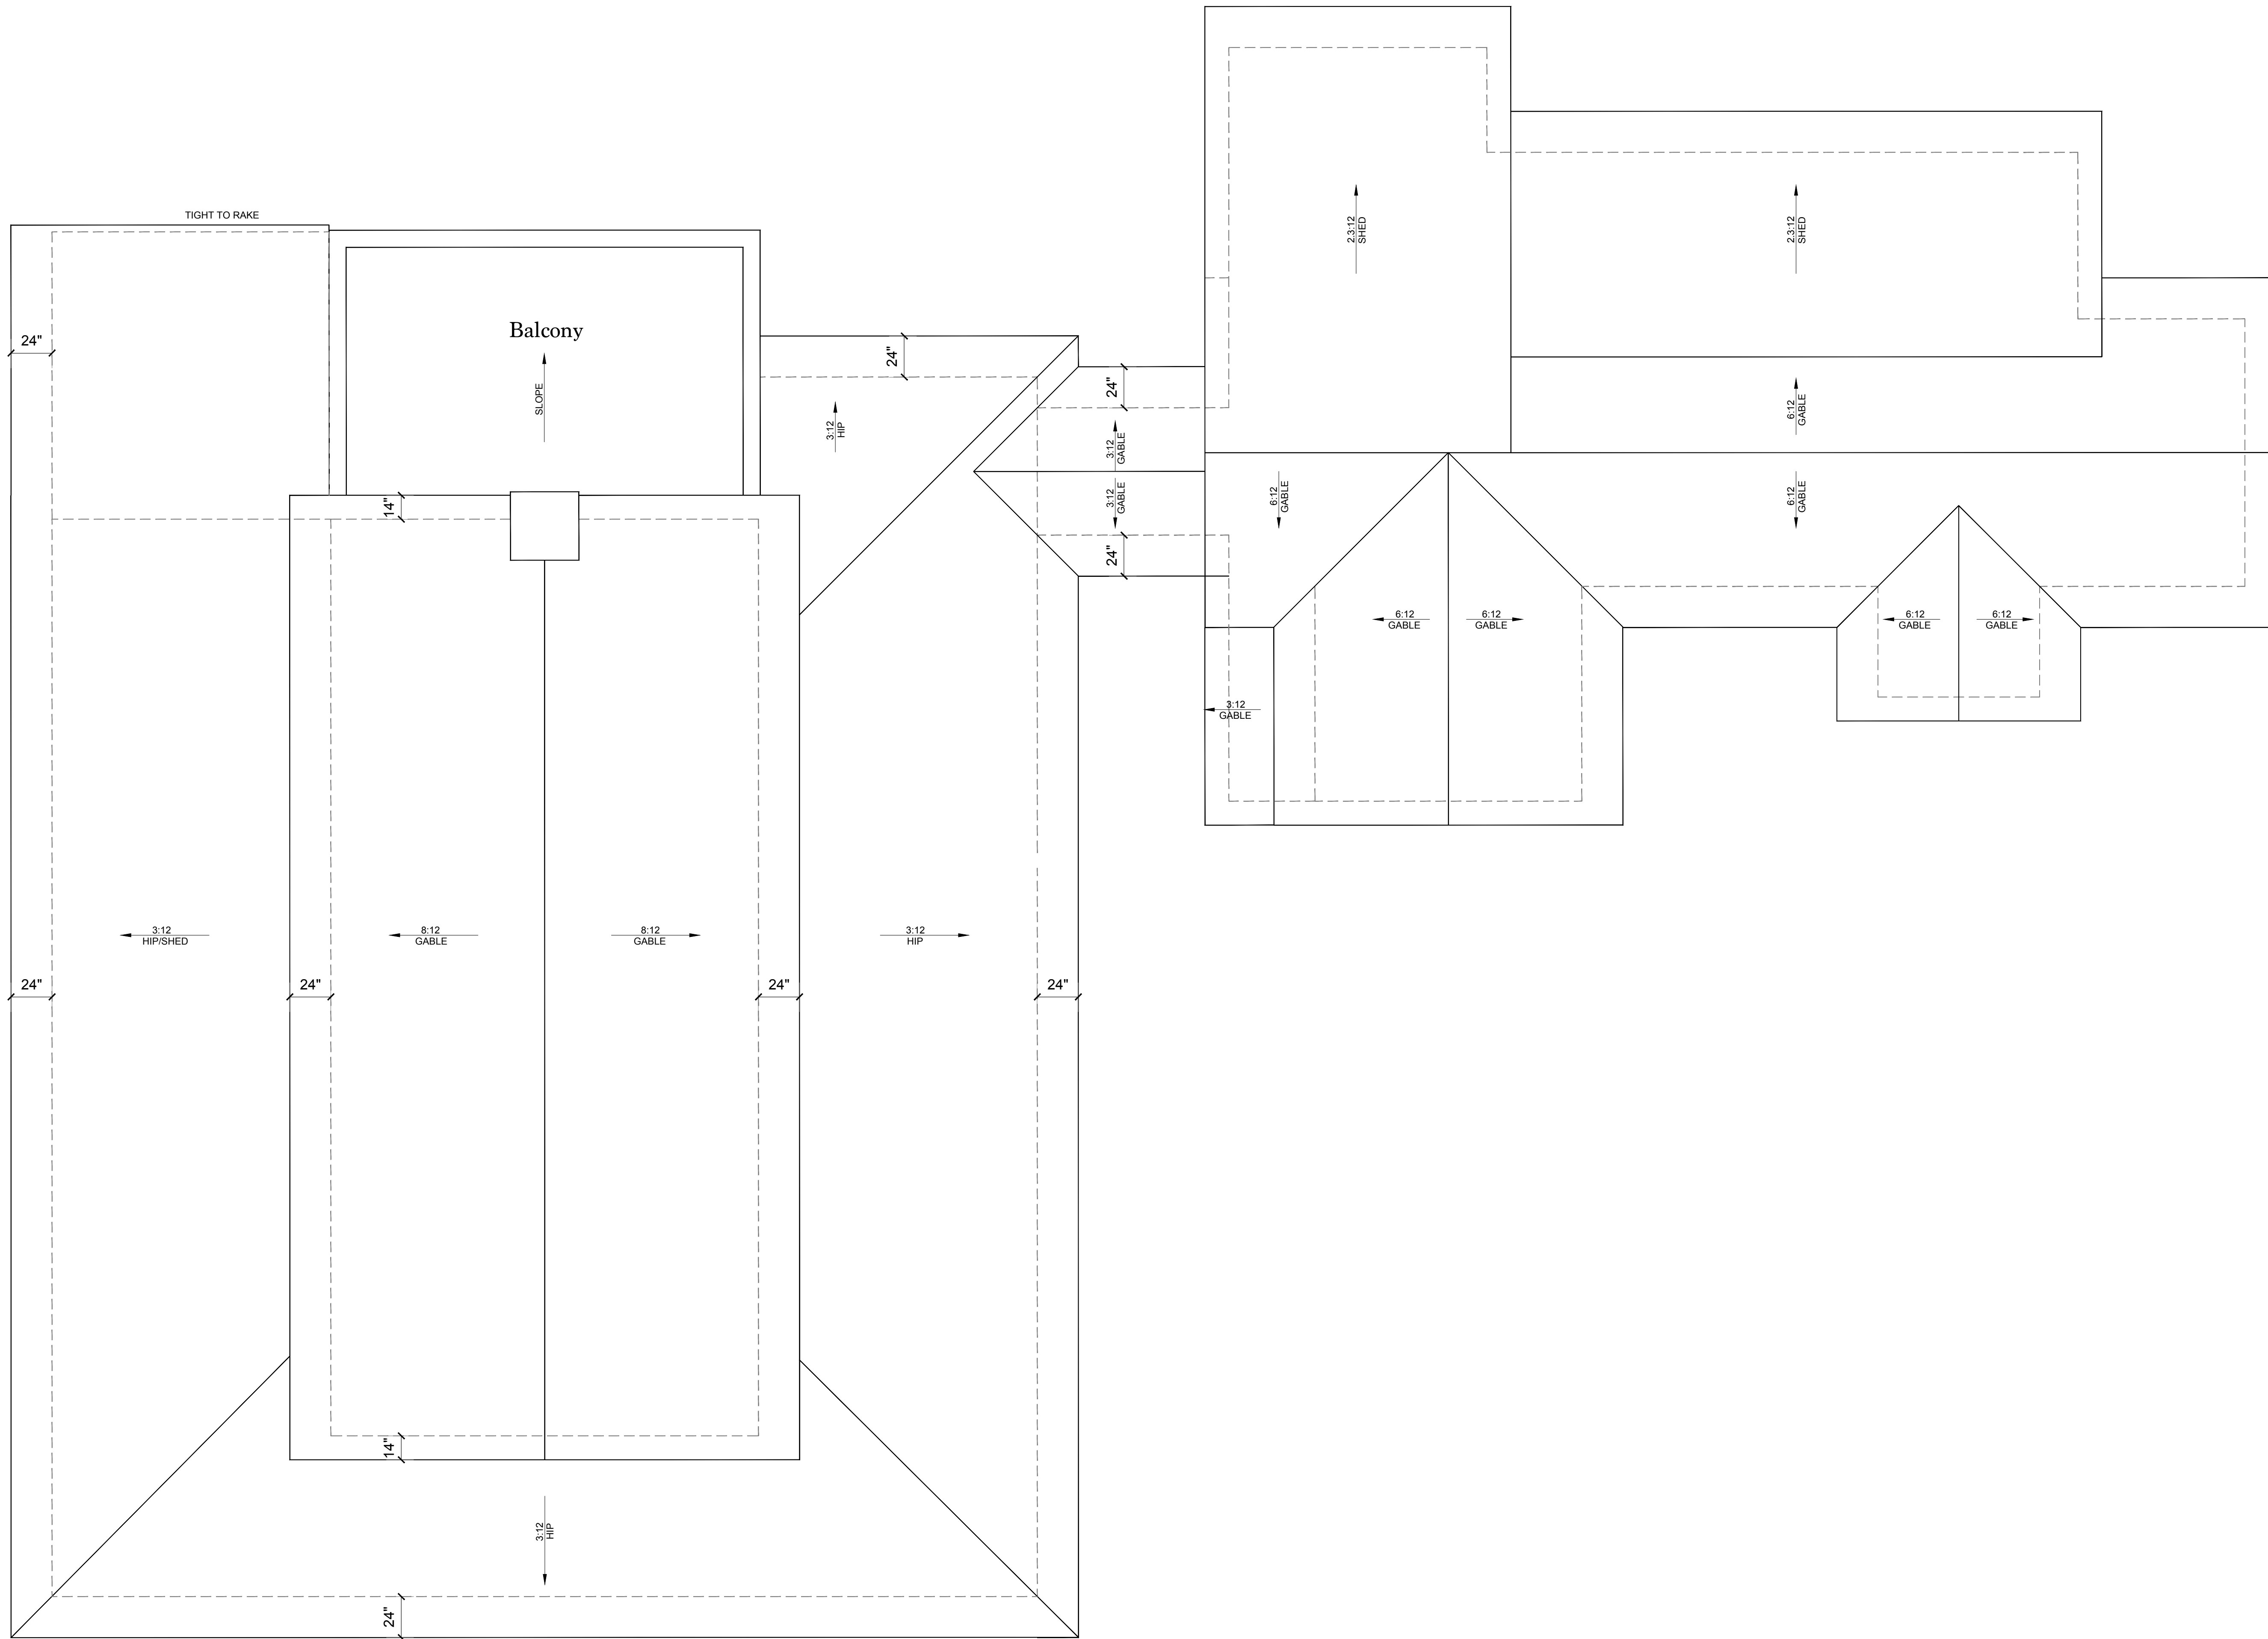 TIGHT TO RAKE
2.3:12
SHED
2.3:12
SHED
24"
Balcony
SLOPE
24"
3:12
HIP
24"
3:12
GABLE
6:12
GABLE
14"
3:12
GABLE
6:12
GABLE
6:12
GABLE
24"
6:12
GABLE
6:12
GABLE
6:12
GABLE
6:12
GABLE
3:12
GABLE
3:12
HIP/SHED
8:12
GABLE
8:12
GABLE
3:12
HIP
24"
24"
24"
24"
14"
3:12
HIP
24"